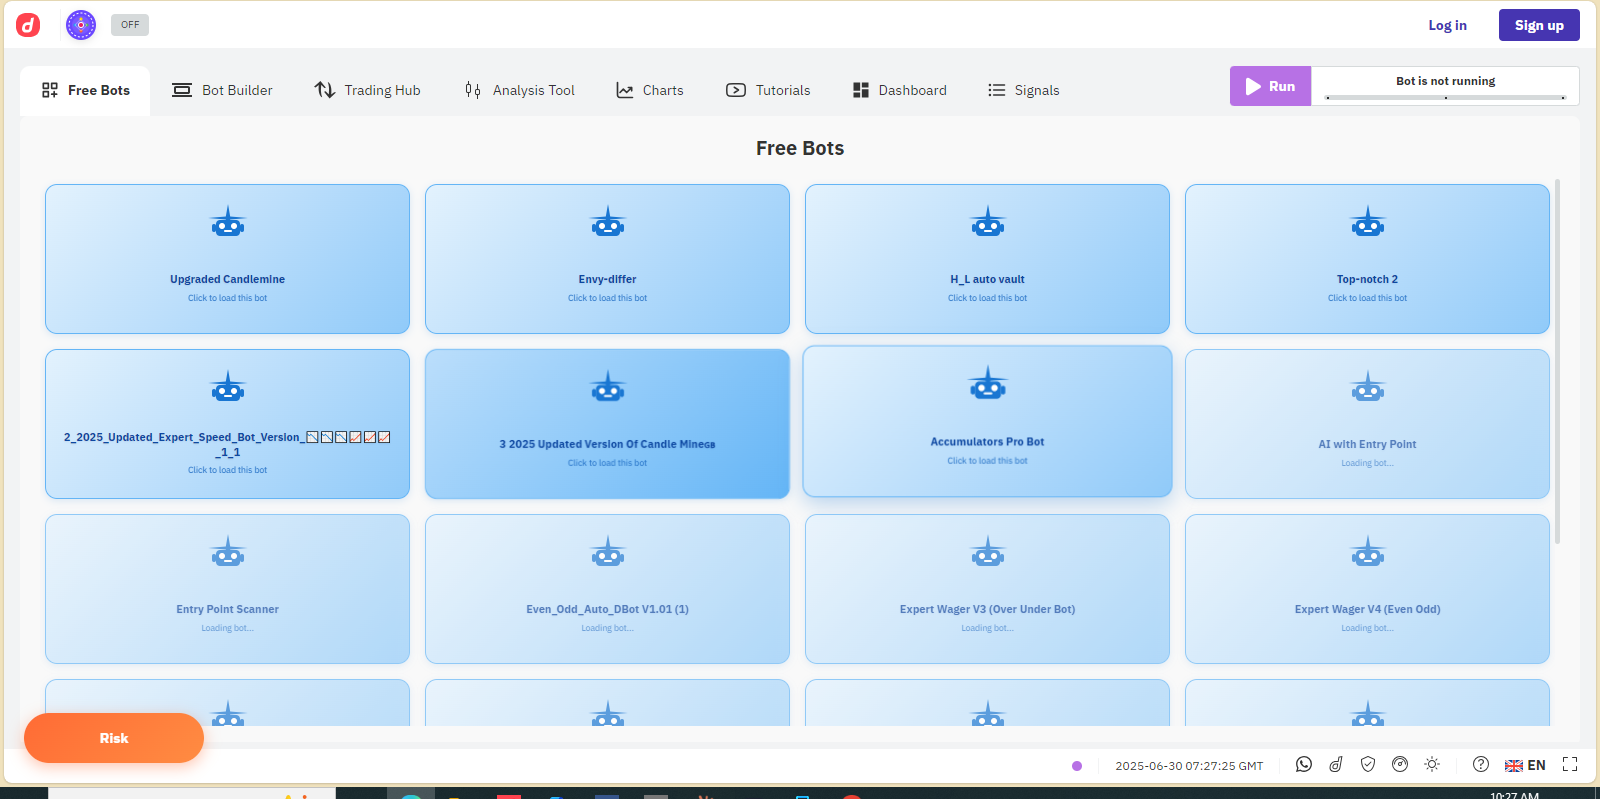 OFF
Log in
Sign up
Free Bots
Bot Builder
Trading Hub
Analysis Tool
Charts
Tutorials
Dashboard
Signals
Run
Bot is not running
Free Bots
Upgraded Candlemine
Click to load this bot
Envy-differ
Click to load this bot
H_L auto vault
Click to load this bot
Top-notch 2
Click to load this bot
2_2025_Updated_Expert_Speed_Bot_Version_📉📉📉📈📈📈
_1_1
Click to load this bot
3 2025 Updated Version Of Candle Mineɢʙ
Click to load this bot
Accumulators Pro Bot
Click to load this bot
AI with Entry Point
Loading bot...
Entry Point Scanner
Loading bot...
Even_Odd_Auto_DBot V1.01 (1)
Loading bot...
Expert Wager V3 (Over Under Bot)
Loading bot...
Expert Wager V4 (Even Odd)
Loading bot...
Risk
2025-06-30 07:27:25 GMT
EN
10:27 AM